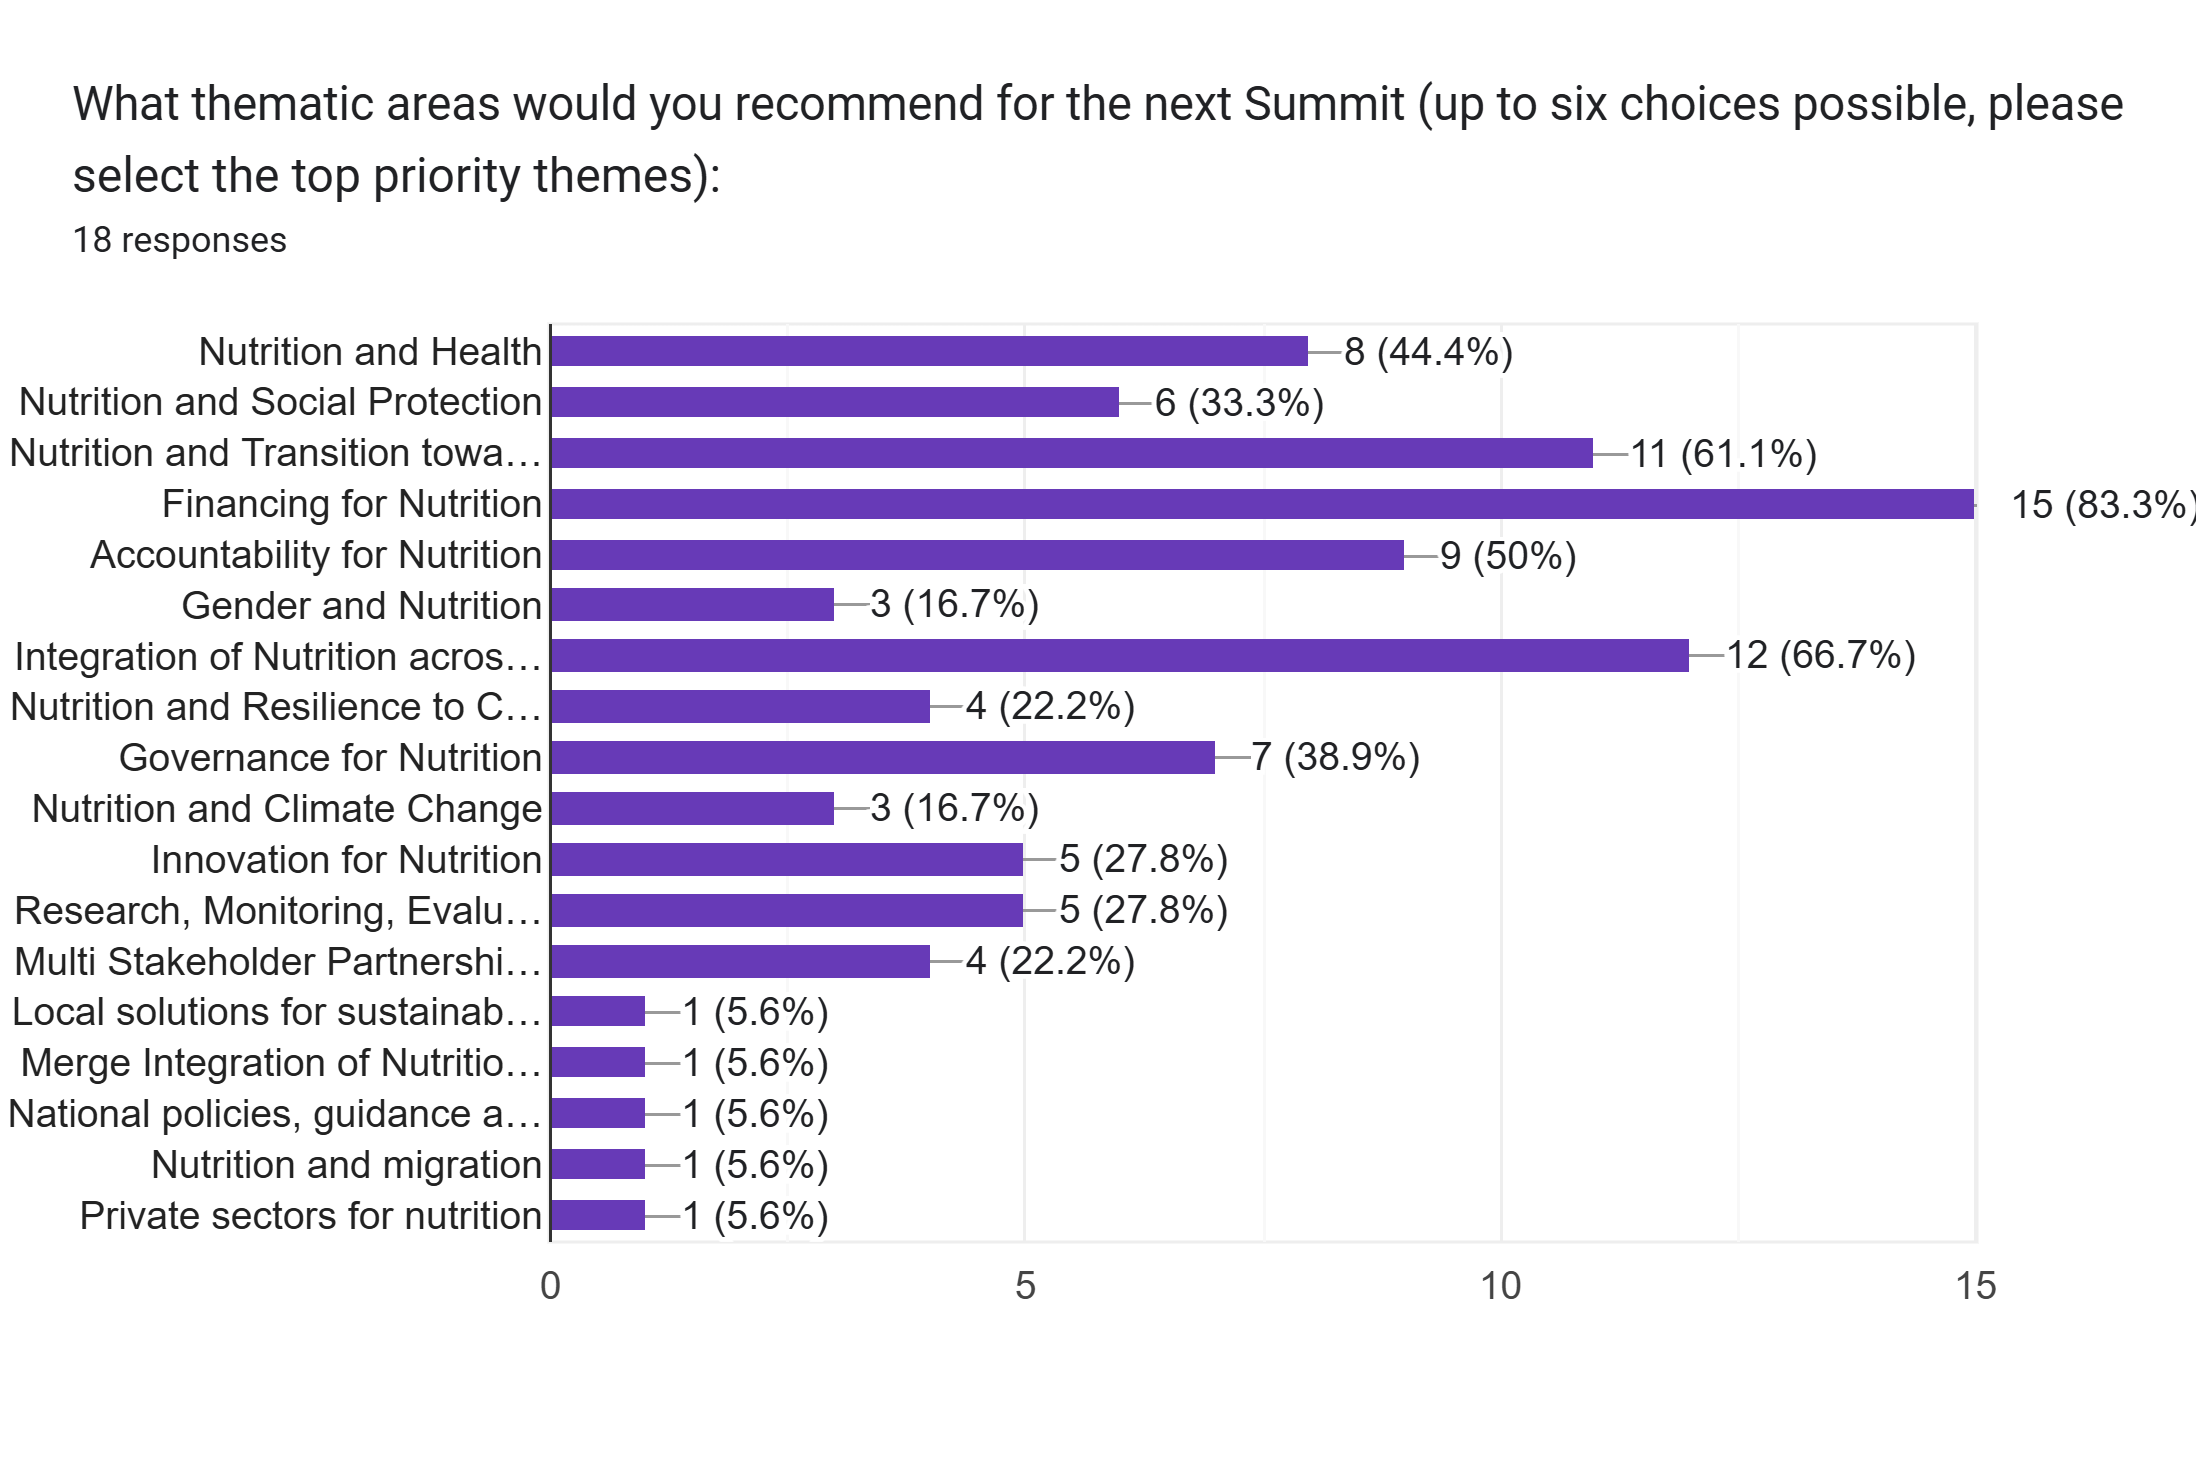 What thematic areas would you recommend for the next Summit (up to six choices possible, please
select the top priority themes):
18 responses
Nutrition and Health 8 (44.4%)
Nutrition and Social Protection 6 (33.3%)
Nutrition and Transition towa… 11 (61.1%)
Financing for Nutrition 15 (83.3%)
Accountability for Nutrition 9 (50%)
Gender and Nutrition 3 (16.7%)
Integration of Nutrition acros… 12 (66.7%)
Nutrition and Resilience to C… 4 (22.2%)
Governance for Nutrition 7 (38.9%)
Nutrition and Climate Change 3 (16.7%)
Innovation for Nutrition 5 (27.8%)
Research, Monitoring, Evalu… 5 (27.8%)
Multi Stakeholder Partnershi… 4 (22.2%)
Local solutions for sustainab… 1 (5.6%)
Merge Integration of Nutritio… 1 (5.6%)
National policies, guidance a… 1 (5.6%)
Nutrition and migration 1 (5.6%)
Private sectors for nutrition 1 (5.6%)
0 5 10 15